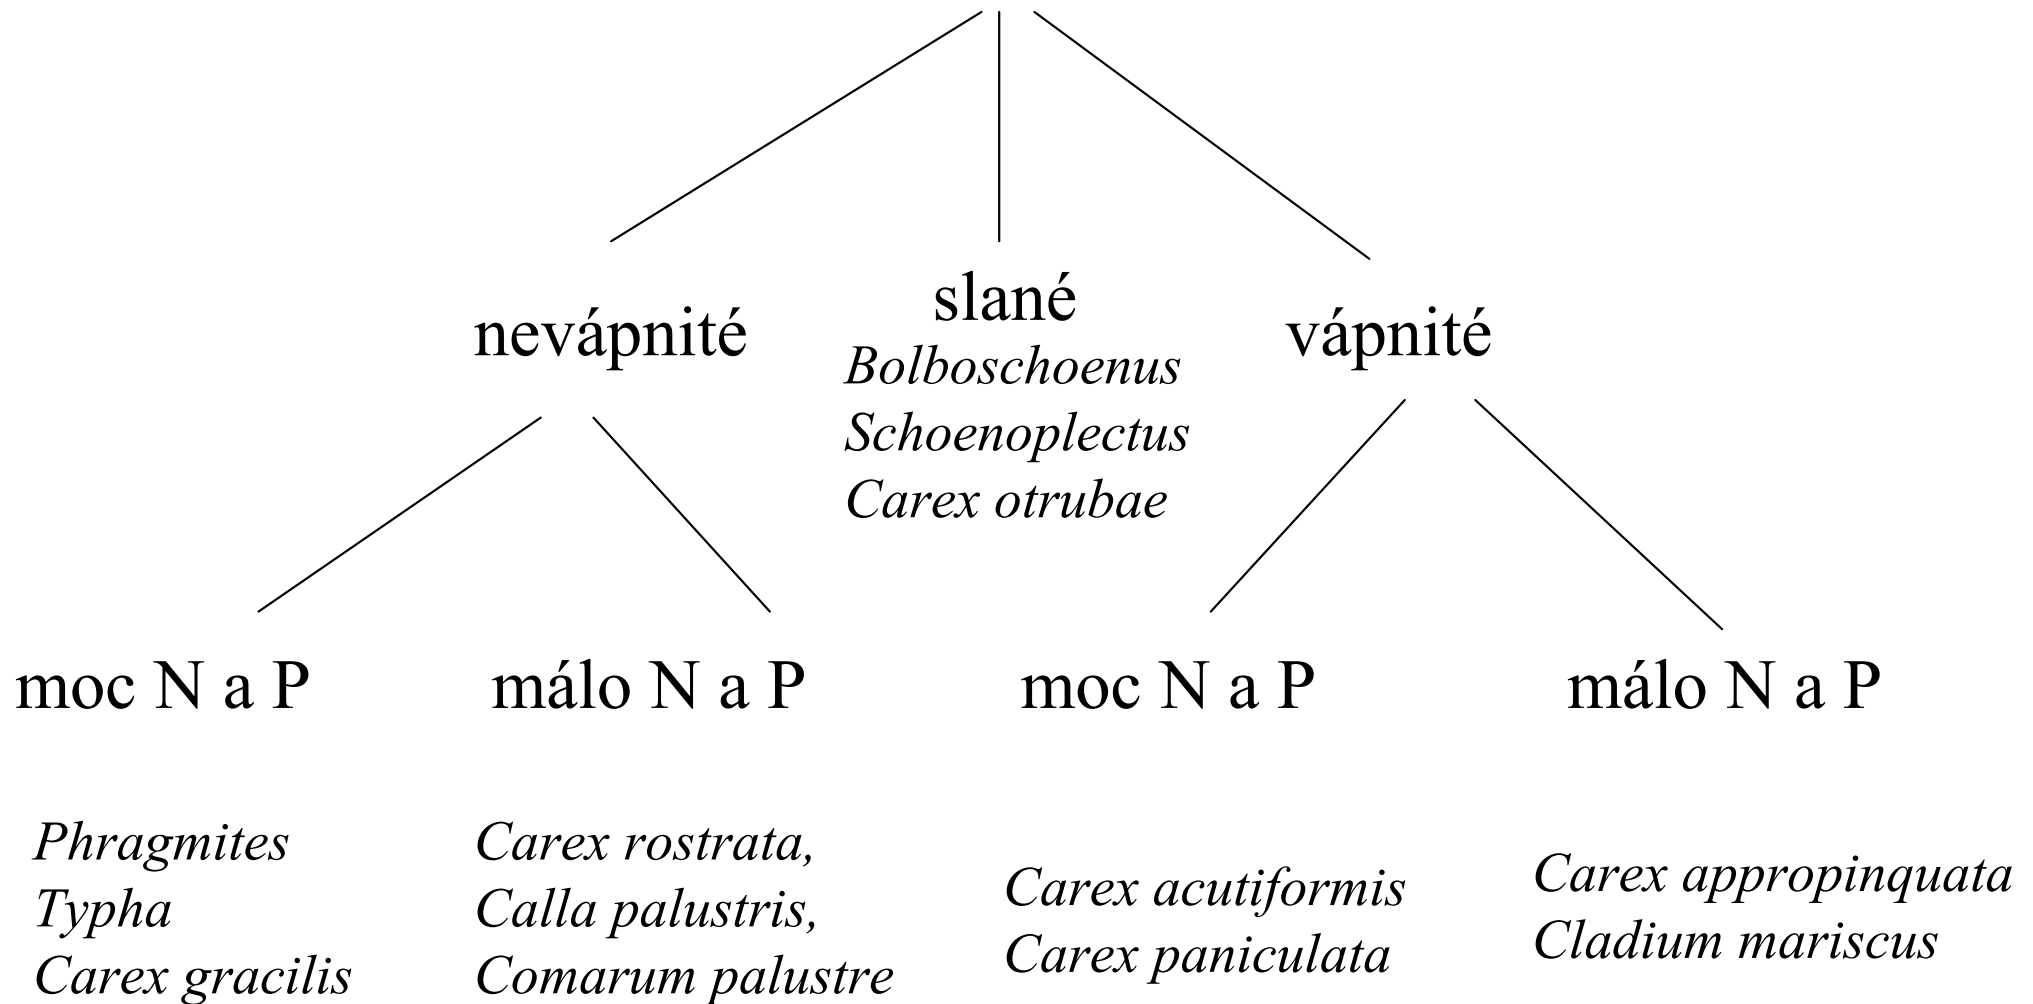 nevápnité
slané
Bolboschoenus
Schoenoplectus
Carex otrubae
vápnité
moc N a P
málo N a P
moc N a P
málo N a P
Phragmites
Typha
Carex gracilis
Carex rostrata,
Calla palustris,
Comarum palustre
Carex acutiformis
Carex paniculata
Carex appropinquata
Cladium mariscus